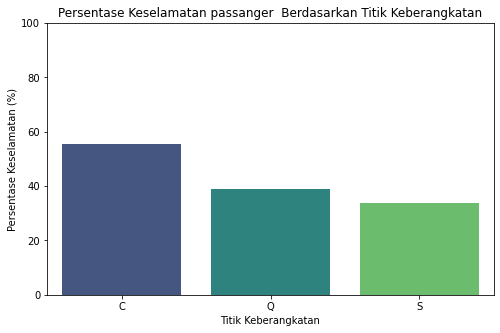 Persentase Keselamatan passanger  Berdasarkan Titik Keberangkatan
Persentase Keselamatan (%)
100
80
60
40
20
0
C Q S
Titik Keberangkatan